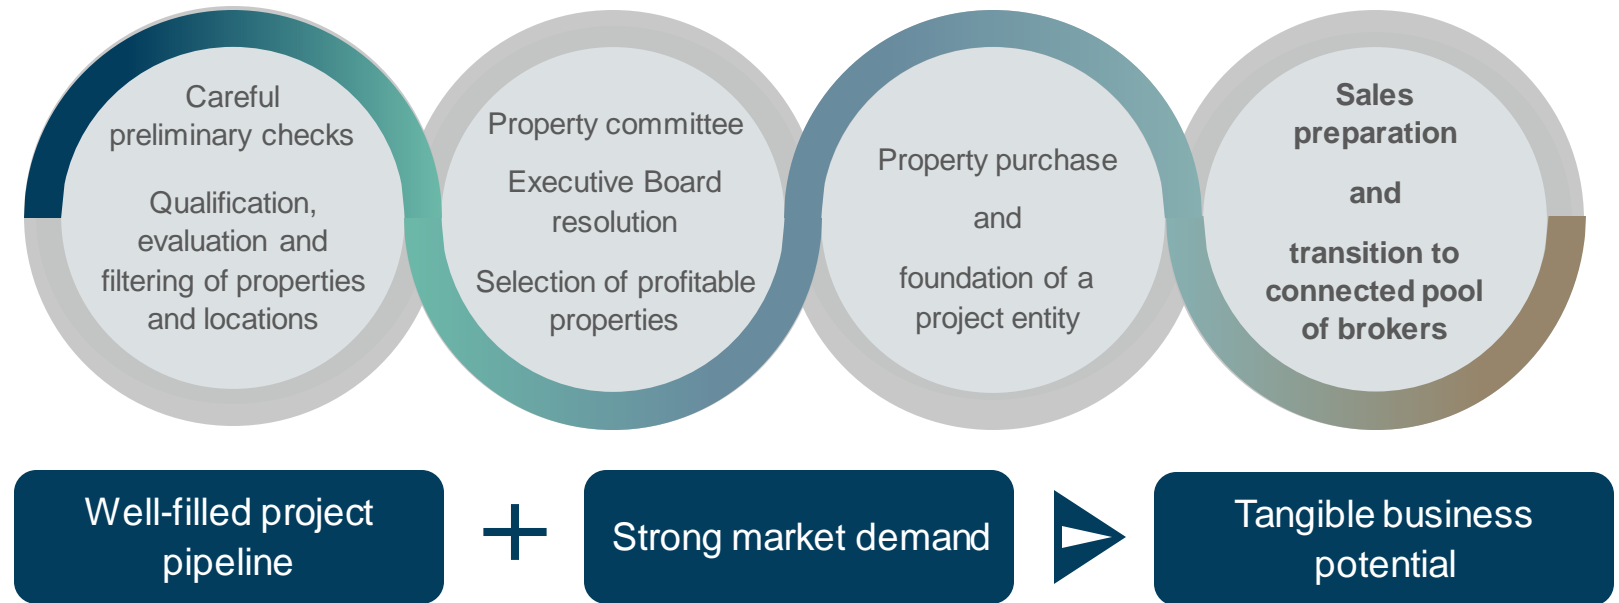 Careful
preliminary checks
Qualification,
evaluation and
filtering of properties
and locations
Property committee
Executive Board
resolution
Selection of profitable
properties
Property purchase
and
foundation of a
project entity
Sales
preparation
and
transition to
connected pool
of brokers
Well-filled project
pipeline
+
Strong market demand
Tangible business
potential